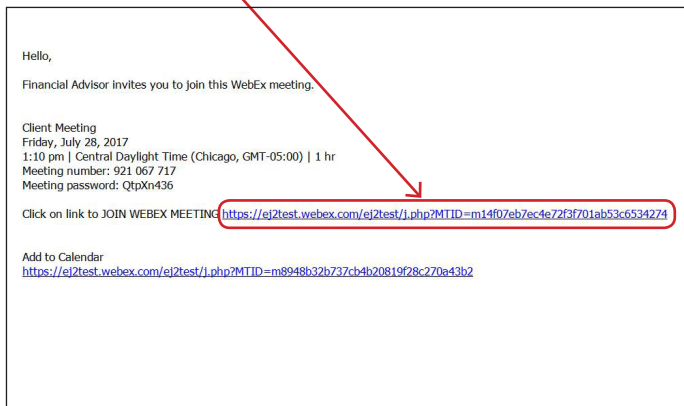 Hello,
Financial Advisor invites you to join this WebEx meeting.
Client Meeting
Friday, July 28, 2017
1:10 pm | Central Daylight Time (Chicago, GMT-05:00) | 1 hr
Meeting number: 921 067 717
Meeting password: QtpXn436
Click on link to JOIN WEBEX MEETING https://ej2test.webex.com/ej2test/j.php?MTID=m14f07eb7ec4e72f3f701ab53c6534274
Add to Calendar
https://ej2test.webex.com/ej2test/j.php?MTID=m8948b32b737cb4b20819f28c270a43b2